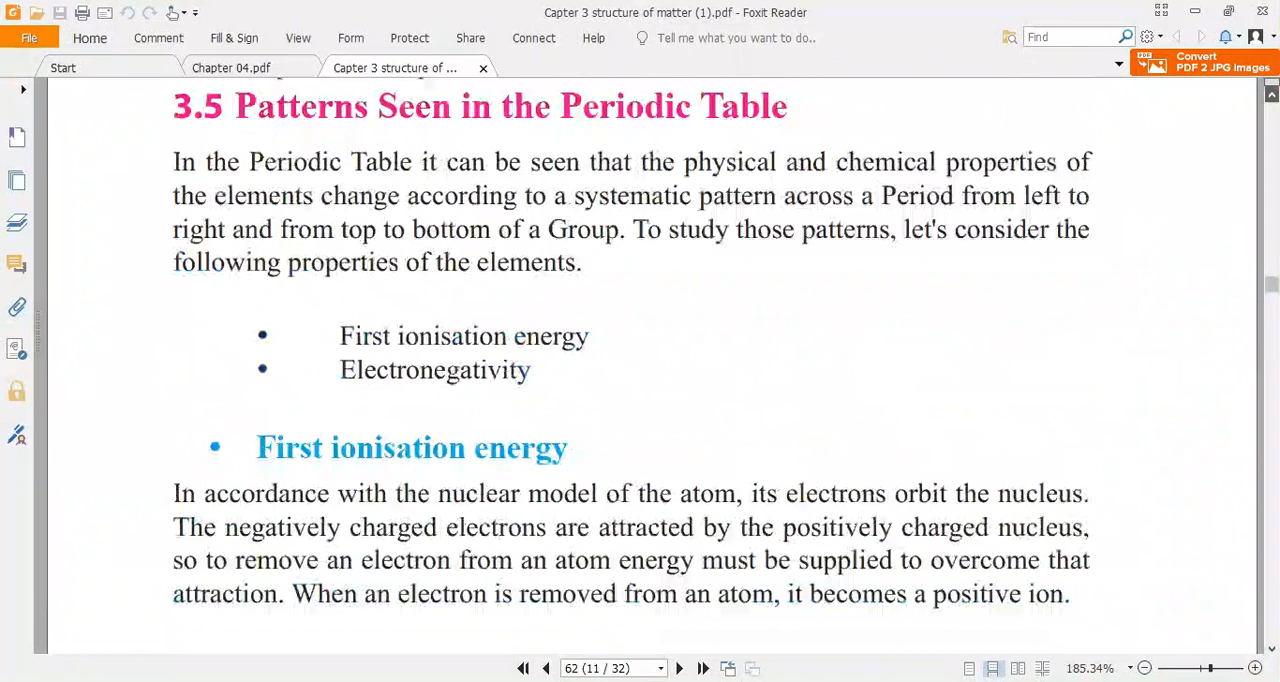 Capter 3 structure of matter (1).pdf - Foxit Reader
File Home Comment Fill & Sign View Form Protect Share Connect Help Tell me what you want to do.. Find
Start Chapter 04.pdf Capter 3 structure of ...
Convert
PDF 2 JPG Images
3.5 Patterns Seen in the Periodic Table
In the Periodic Table it can be seen that the physical and chemical properties of
the elements change according to a systematic pattern across a Period from left to
right and from top to bottom of a Group. To study those patterns, let's consider the
following properties of the elements.
• First ionisation energy
• Electronegativity
• First ionisation energy
In accordance with the nuclear model of the atom, its electrons orbit the nucleus.
The negatively charged electrons are attracted by the positively charged nucleus,
so to remove an electron from an atom energy must be supplied to overcome that
attraction. When an electron is removed from an atom, it becomes a positive ion.
62 (11 / 32) 185.34%